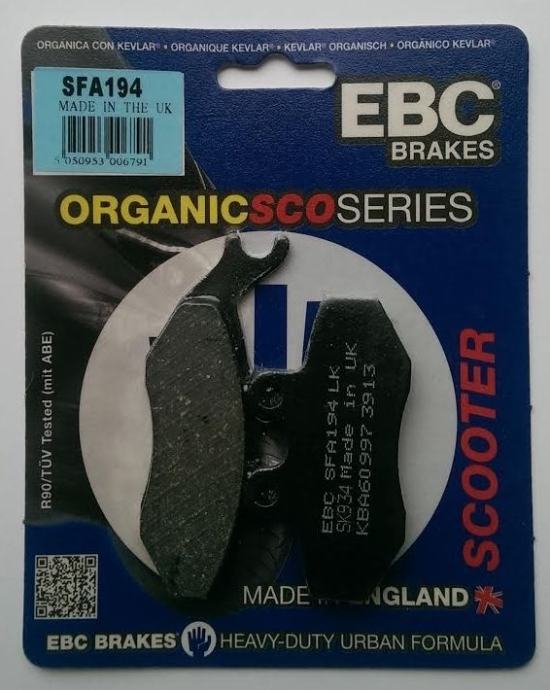 ORGÁNICA CON KEVLAR® • ORGANIQUE KEVLAR® • KEVLAR® ORGANISCH • ORGÂNICO KEVLAR®
SFA194
MADE IN THE UK
5 050953 006791
EBC®
BRAKES
ORGANICSCOSERIES
R90/TÜV Tested (mit ABE)
EBC SFA194 LK
SK934 Made in UK
KBA60997 3913
SCOOTER
MADE IN ENGLAND
EBC BRAKES® HEAVY-DUTY URBAN FORMULA